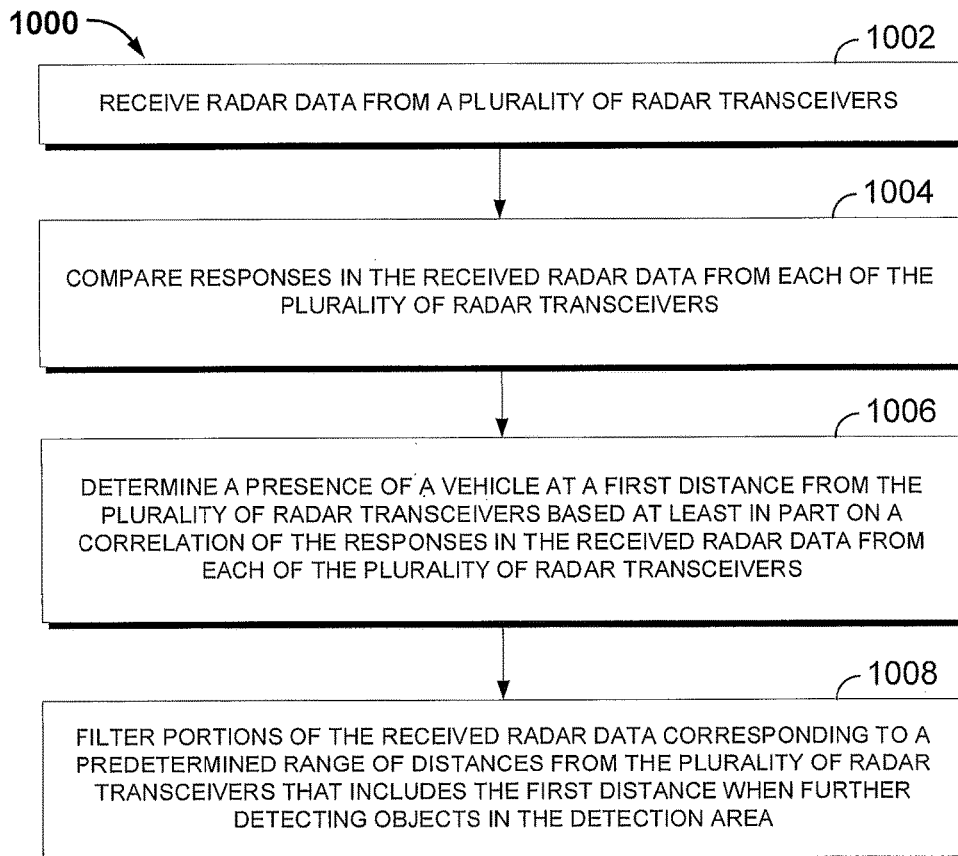 1000
1002
RECEIVE RADAR DATA FROM A PLURALITY OF RADAR TRANSCEIVERS
1004
COMPARE RESPONSES IN THE RECEIVED RADAR DATA FROM EACH OF THE
PLURALITY OF RADAR TRANSCEIVERS
1006
DETERMINE A PRESENCE OF A VEHICLE AT A FIRST DISTANCE FROM THE
PLURALITY OF RADAR TRANSCEIVERS BASED AT LEAST IN PART ON A
CORRELATION OF THE RESPONSES IN THE RECEIVED RADAR DATA FROM
EACH OF THE PLURALITY OF RADAR TRANSCEIVERS
1008
FILTER PORTIONS OF THE RECEIVED RADAR DATA CORRESPONDING TO A
PREDETERMINED RANGE OF DISTANCES FROM THE PLURALITY OF RADAR
TRANSCEIVERS THAT INCLUDES THE FIRST DISTANCE WHEN FURTHER
DETECTING OBJECTS IN THE DETECTION AREA